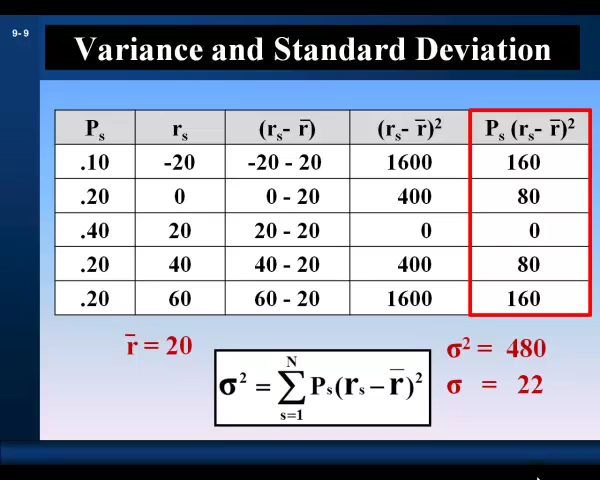 9-9
Variance and Standard Deviation
Pₛ rₛ (rₛ- r̅) (rₛ- r̅)² Pₛ (rₛ- r̅)²
.10 -20 -20 - 20 1600 160
.20 0 0 - 20 400 80
.40 20 20 - 20 0 0
.20 40 40 - 20 400 80
.20 60 60 - 20 1600 160
r̅ = 20
σ² = Σ Pₛ(rₛ – r̅)²
N
s=1
σ² = 480
σ = 22